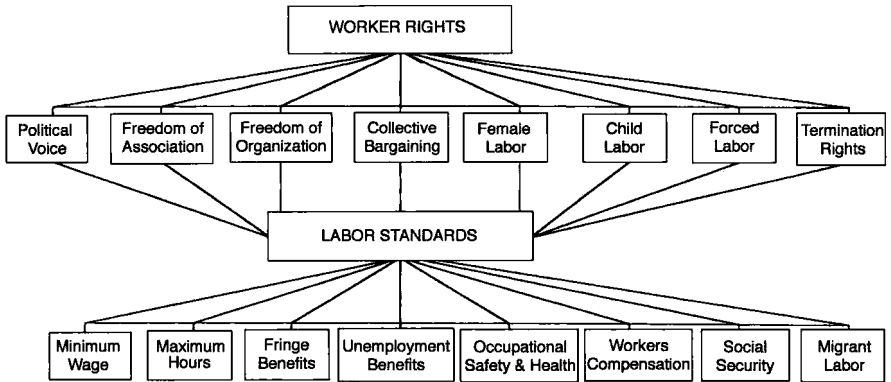 WORKER RIGHTS
Political
Voice
Freedom of
Association
Freedom of
Organization
Collective
Bargaining
Female
Labor
Child
Labor
Forced
Labor
Termination
Rights
LABOR STANDARDS
Minimum
Wage
Maximum
Hours
Fringe
Benefits
Unemployment
Benefits
Occupational
Safety & Health
Workers
Compensation
Social
Security
Migrant
Labor